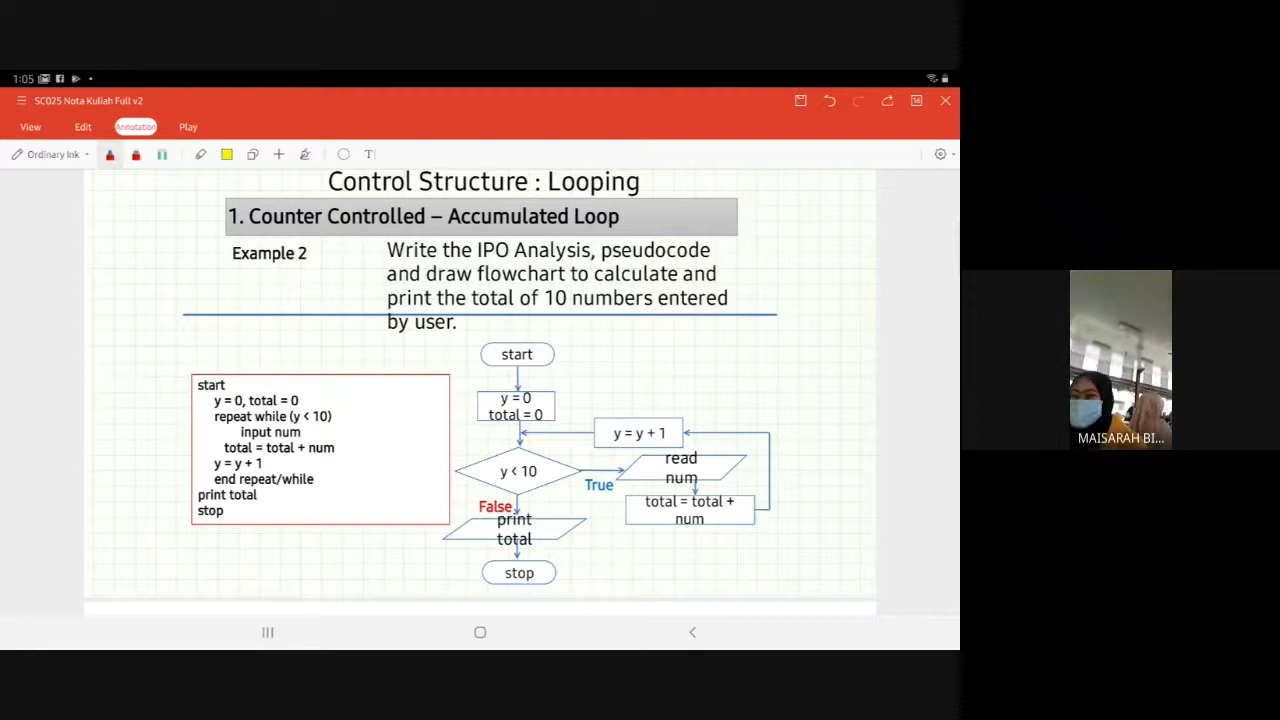 1:05
SC025 Nota Kuliah Full v2
16
View Edit Annotation Play
Ordinary Ink
T
Control Structure : Looping
1. Counter Controlled – Accumulated Loop
Example 2
Write the IPO Analysis, pseudocode
and draw flowchart to calculate and
print the total of 10 numbers entered
by user.
start
y = 0, total = 0
repeat while (y < 10)
input num
total = total + num
y = y + 1
end repeat/while
print total
stop
start
y = 0
total = 0
y = y + 1
y < 10
True
read
num
total = total +
num
False
print
total
stop
MAISARAH BI...